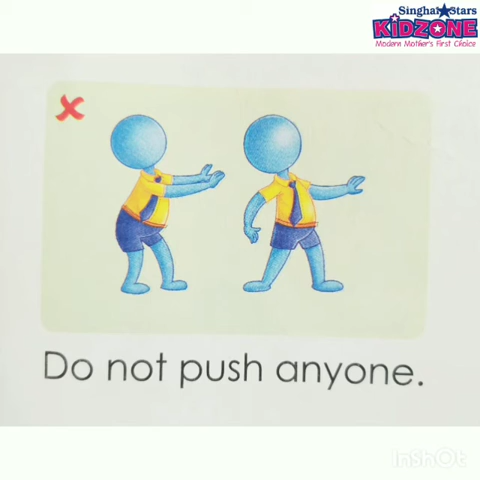 Singhal Stars
KiDZONE
Modern Mother's First Choice
Do not push anyone.
InShOt